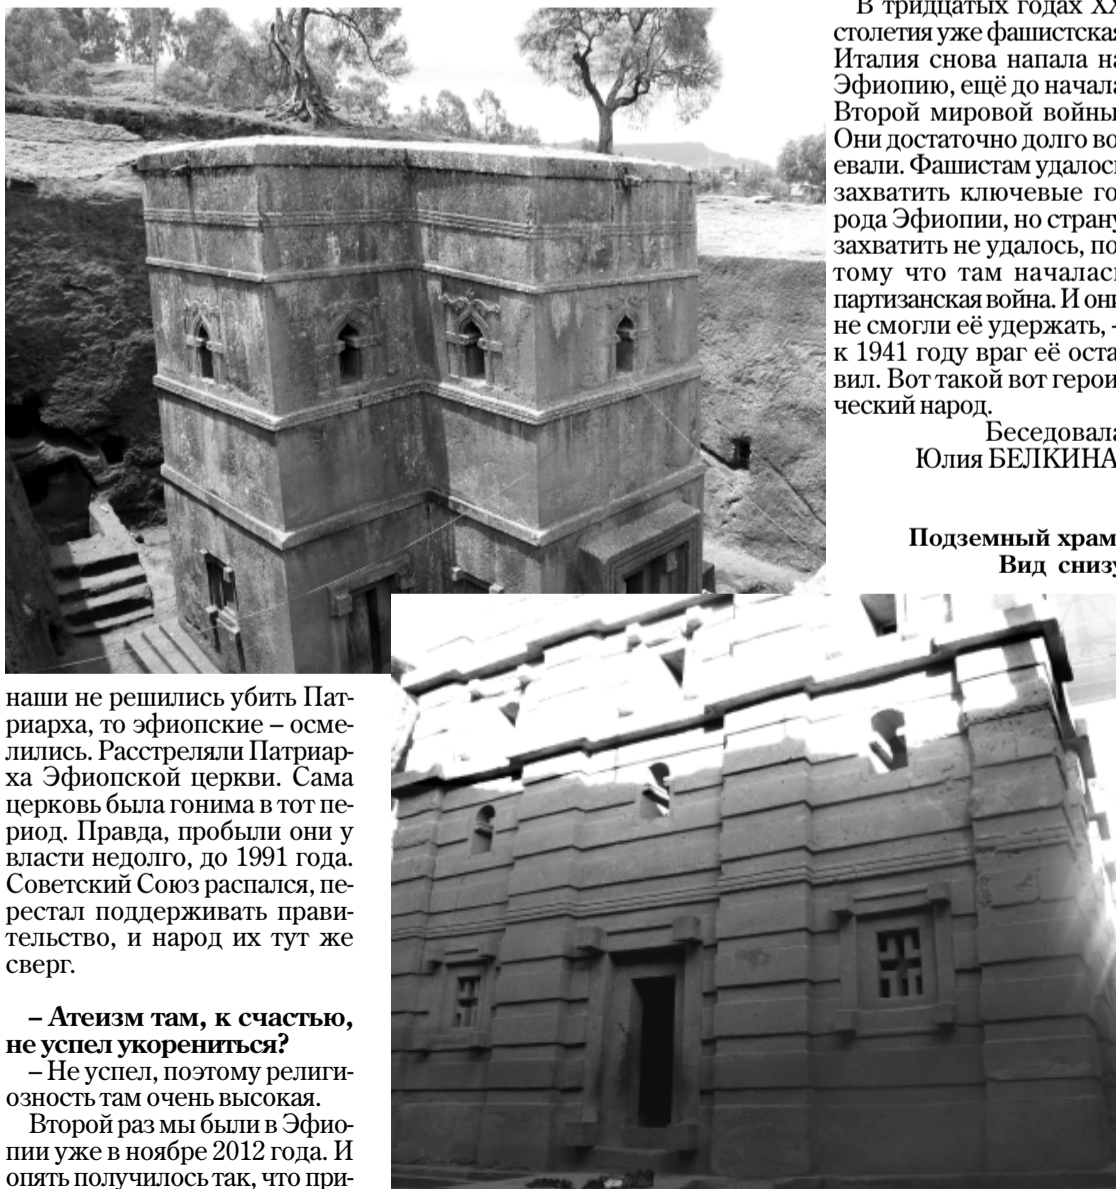 наши не решились убить Пат-
риарха, то эфиопские – осме-
лились. Расстреляли Патриар-
ха Эфиопской церкви. Сама
церковь была гонима в тот пе-
риод. Правда, пробыли они у
власти недолго, до 1991 года.
Советский Союз распался, пе-
рестал поддерживать прави-
тельство, и народ их тут же
сверг.
– Атеизм там, к счастью,
не успел укорениться?
– Не успел, поэтому религи-
озность там очень высокая.
Второй раз мы были в Эфио-
пии уже в ноябре 2012 года. И
опять получилось так, что при-
В тридцатых годах XX
столетия уже фашистская
Италия снова напала на
Эфиопию, ещё до начала
Второй мировой войны.
Они достаточно долго во-
евали. Фашистам удалось
захватить ключевые го-
рода Эфиопии, но страну
захватить не удалось, по-
тому что там началась
партизанская война. И они
не смогли её удержать, –
к 1941 году враг её оста-
вил. Вот такой вот герои-
ческий народ.
Беседовала
Юлия БЕЛКИНА
Подземный храм.
Вид снизу